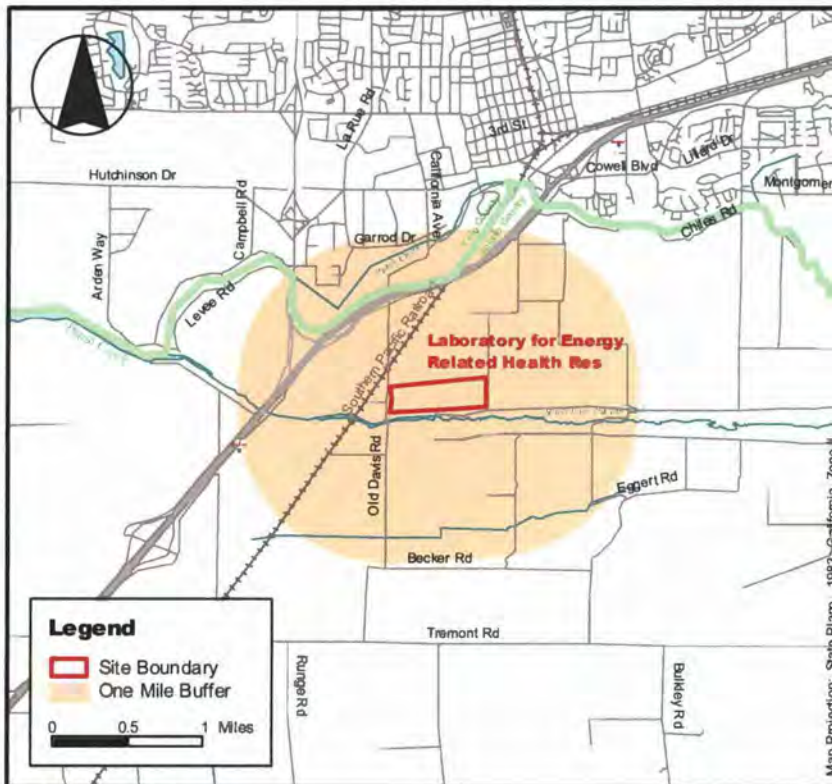 La Rue Rd
3rd St
California Ave
Cowell Blvd
Lillard Dr
Hutchinson Dr
Montgomer
Campbell Rd
Arden Way
Garrod Dr
Chiles Rd
Levee Rd
Southern Pacific Railroad
Laboratory for Energy
Related Health Res
Old Davis Rd
Eggert Rd
Becker Rd
Tremont Rd
Runge Rd
Bulkley Rd
Legend
Site Boundary
One Mile Buffer
0 0.5 1 Miles